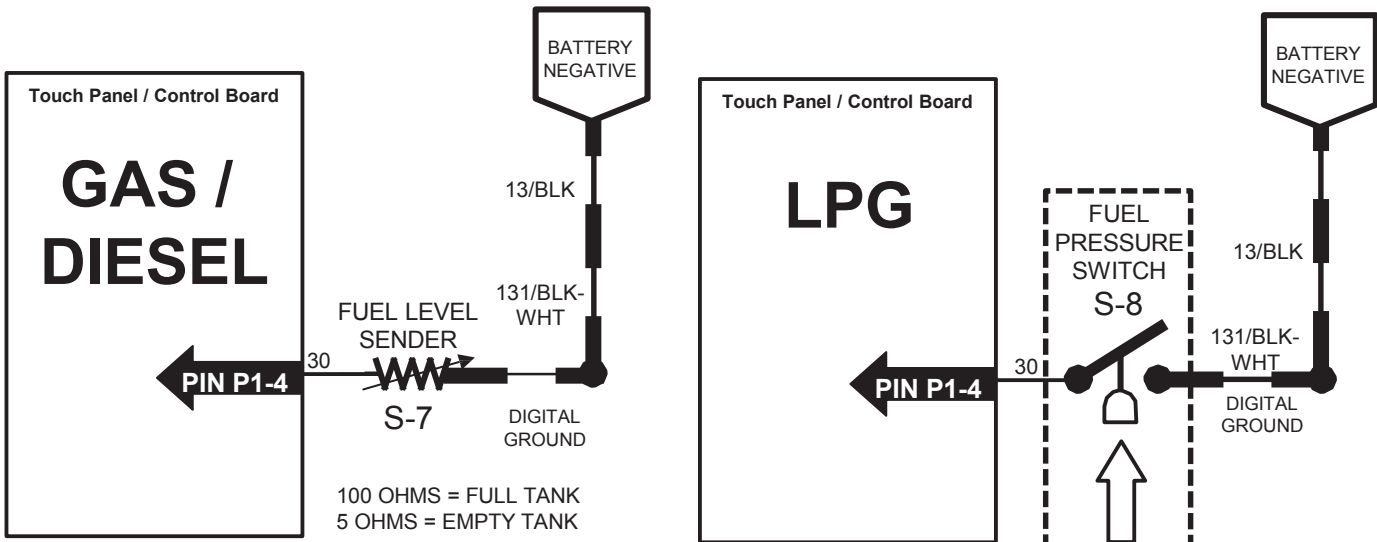 Touch Panel / Control Board
GAS /
DIESEL
PIN P1-4
30
FUEL LEVEL
SENDER
S-7
BATTERY
NEGATIVE
13/BLK
131/BLK-
WHT
DIGITAL
GROUND
100 OHMS = FULL TANK
5 OHMS = EMPTY TANK
Touch Panel / Control Board
LPG
PIN P1-4
30
FUEL
PRESSURE
SWITCH
S-8
BATTERY
NEGATIVE
13/BLK
131/BLK-
WHT
DIGITAL
GROUND